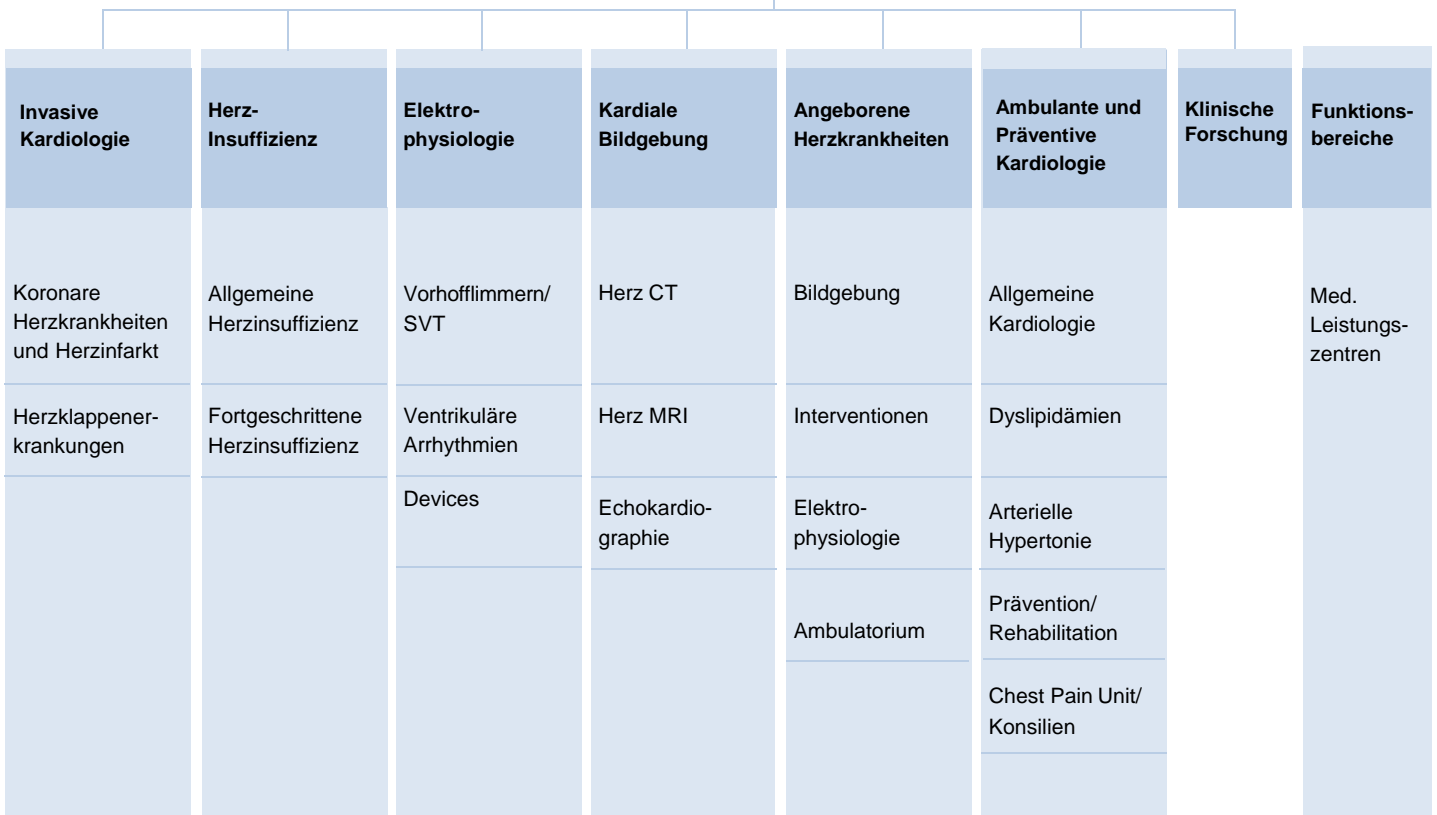 Invasive
Kardiologie
Herz-
Insuffizienz
Elektro-
physiologie
Kardiale
Bildgebung
Angeborene
Herzkrankheiten
Ambulante und
Präventive
Kardiologie
Klinische
Forschung
Funktions-
bereiche
Koronare
Herzkrankheiten
und Herzinfarkt
Herzklappener-
krankungen
Allgemeine
Herzinsuffizienz
Fortgeschrittene
Herzinsuffizienz
Vorhofflimmern/
SVT
Ventrikuläre
Arrhythmien
Devices
Herz CT
Herz MRI
Echokardio-
graphie
Bildgebung
Interventionen
Elektro-
physiologie
Ambulatorium
Allgemeine
Kardiologie
Dyslipidämien
Arterielle
Hypertonie
Prävention/
Rehabilitation
Chest Pain Unit/
Konsilien
Med.
Leistungs-
zentren